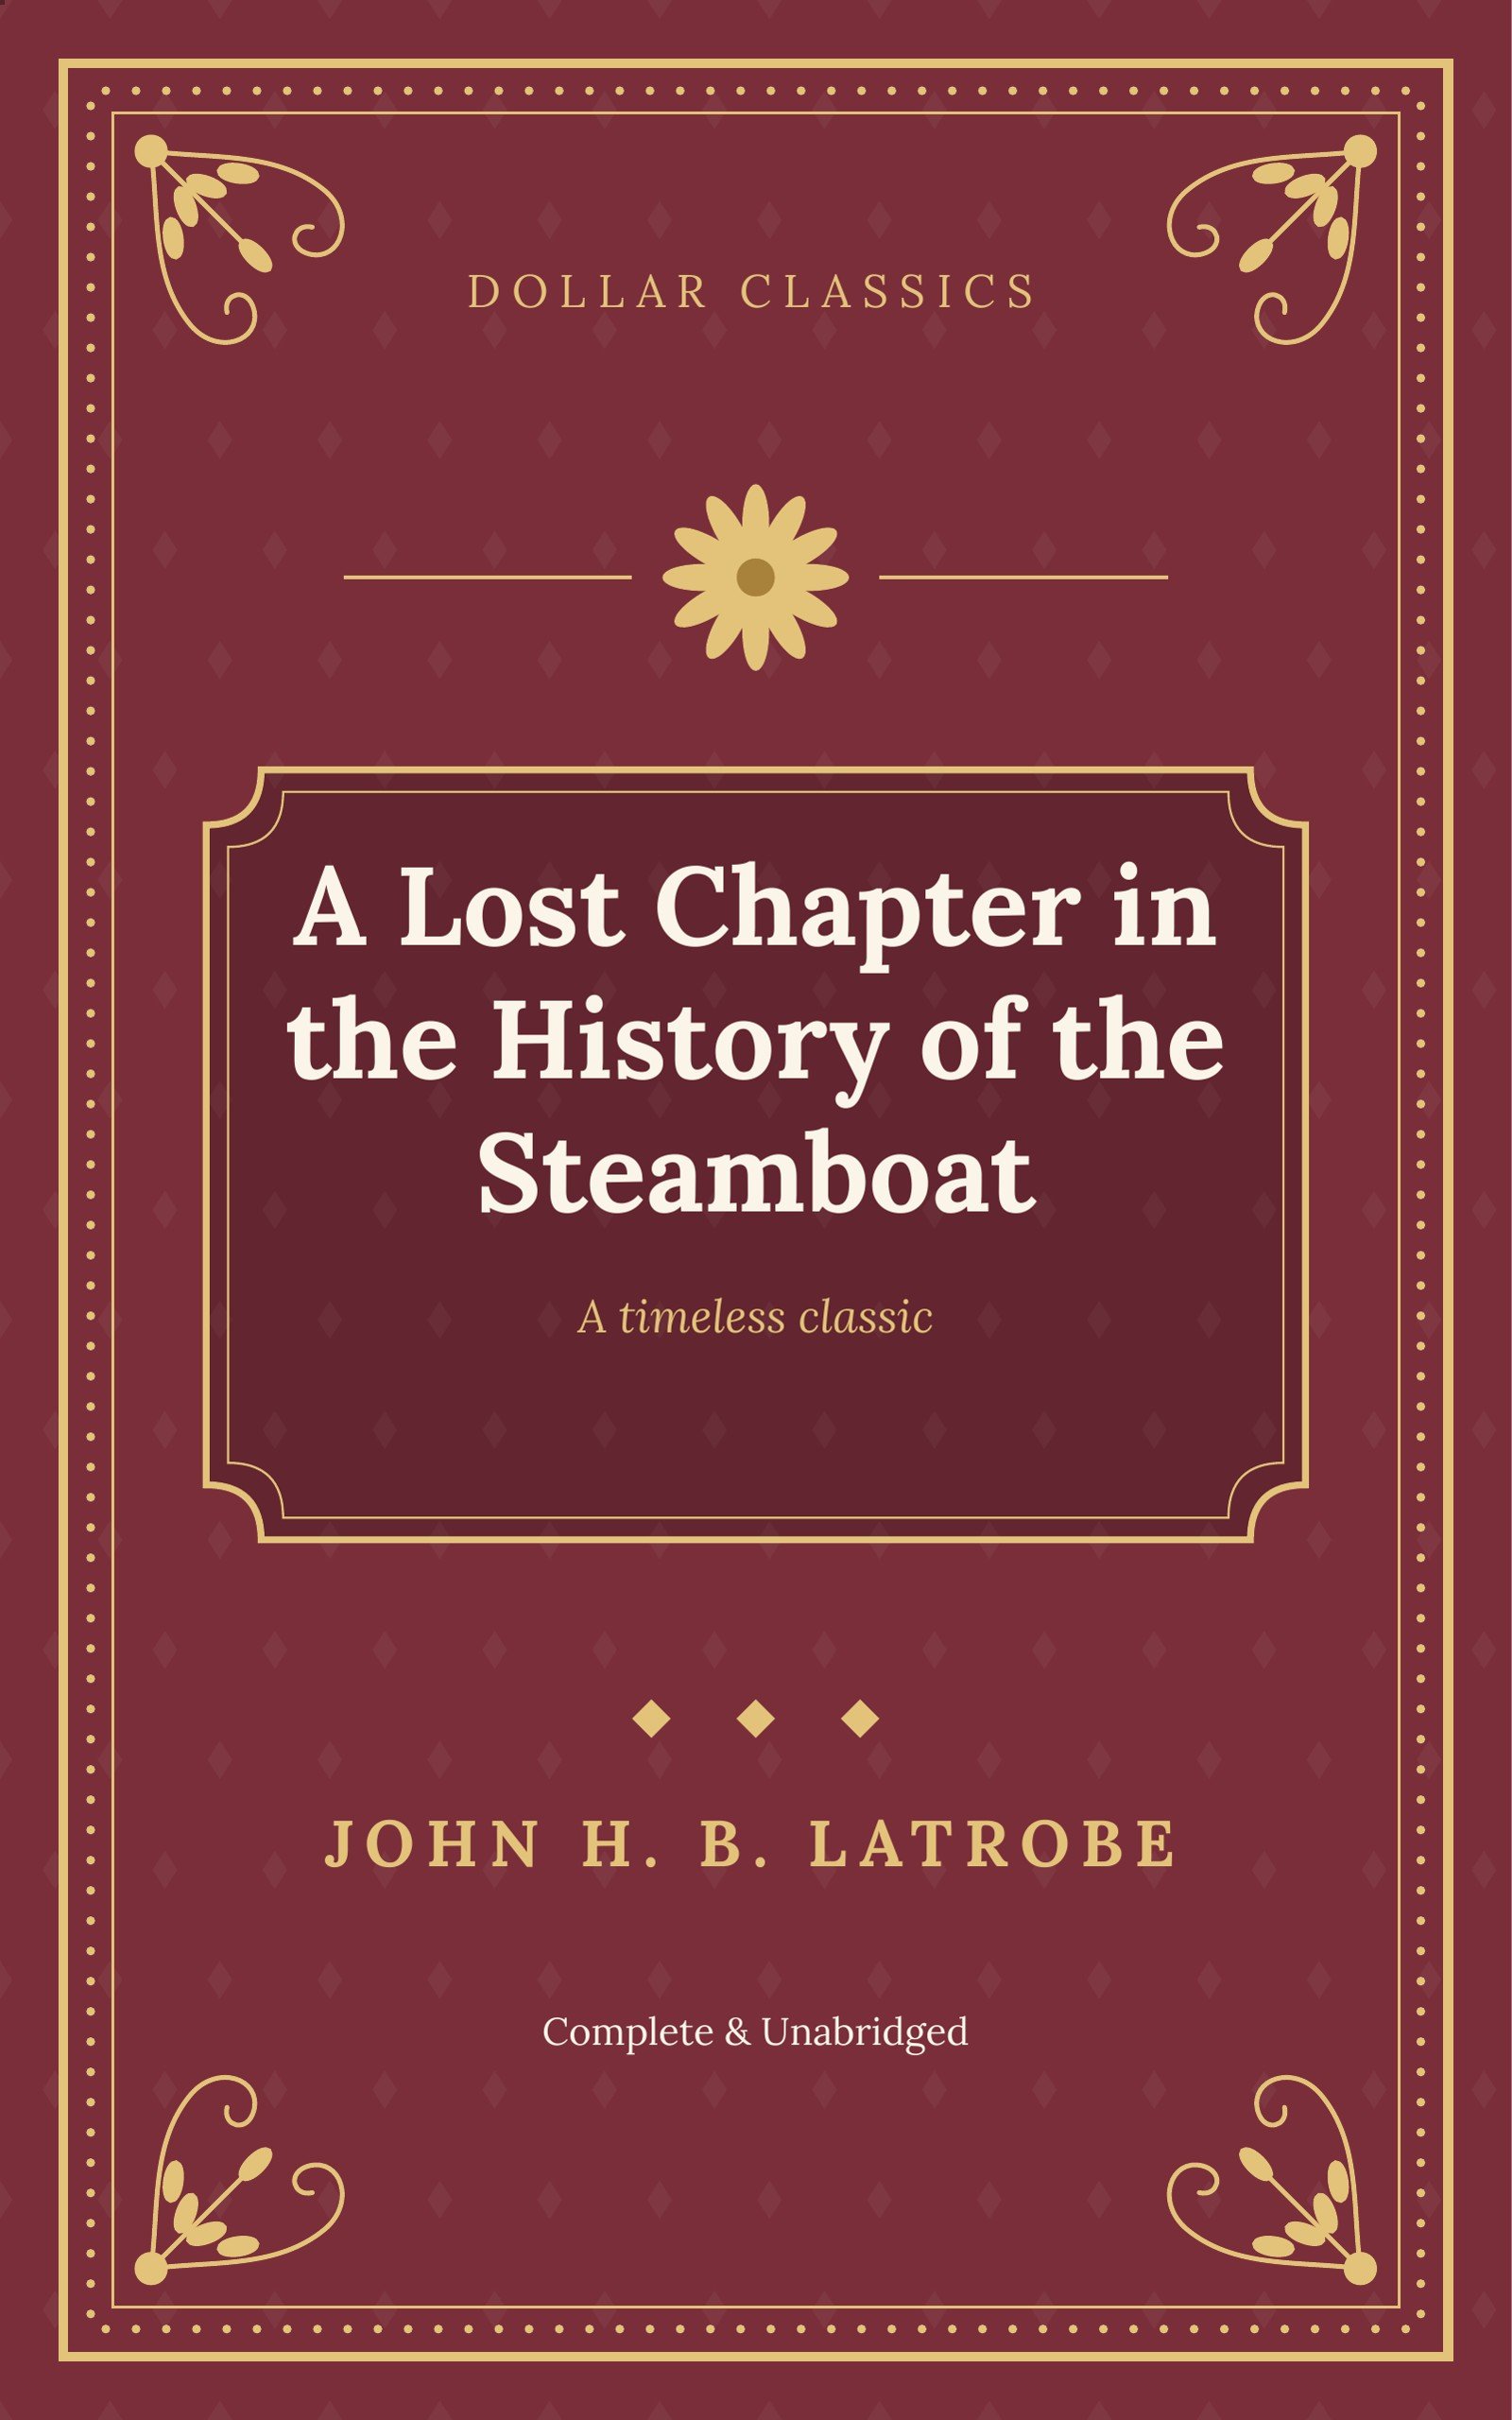 DOLLAR CLASSICS
A Lost Chapter in
the History of the
Steamboat
A timeless classic
JOHN H. B. LATROBE
Complete & Unabridged